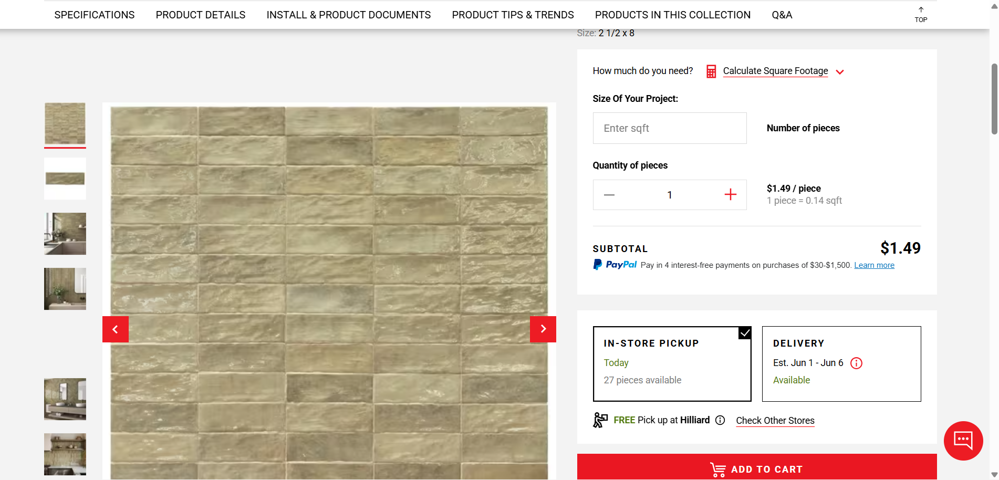 SPECIFICATIONS PRODUCT DETAILS INSTALL & PRODUCT DOCUMENTS PRODUCT TIPS & TRENDS PRODUCTS IN THIS COLLECTION Q&A
TOP
Size: 2 1/2 x 8
How much do you need? Calculate Square Footage
Size Of Your Project:
Enter sqft
Number of pieces
Quantity of pieces
1
$1.49 / piece
1 piece = 0.14 sqft
SUBTOTAL $1.49
PayPal Pay in 4 interest-free payments on purchases of $30-$1,500. Learn more
IN-STORE PICKUP
Today
27 pieces available
DELIVERY
Est. Jun 1 - Jun 6
Available
FREE Pick up at Hilliard Check Other Stores
ADD TO CART